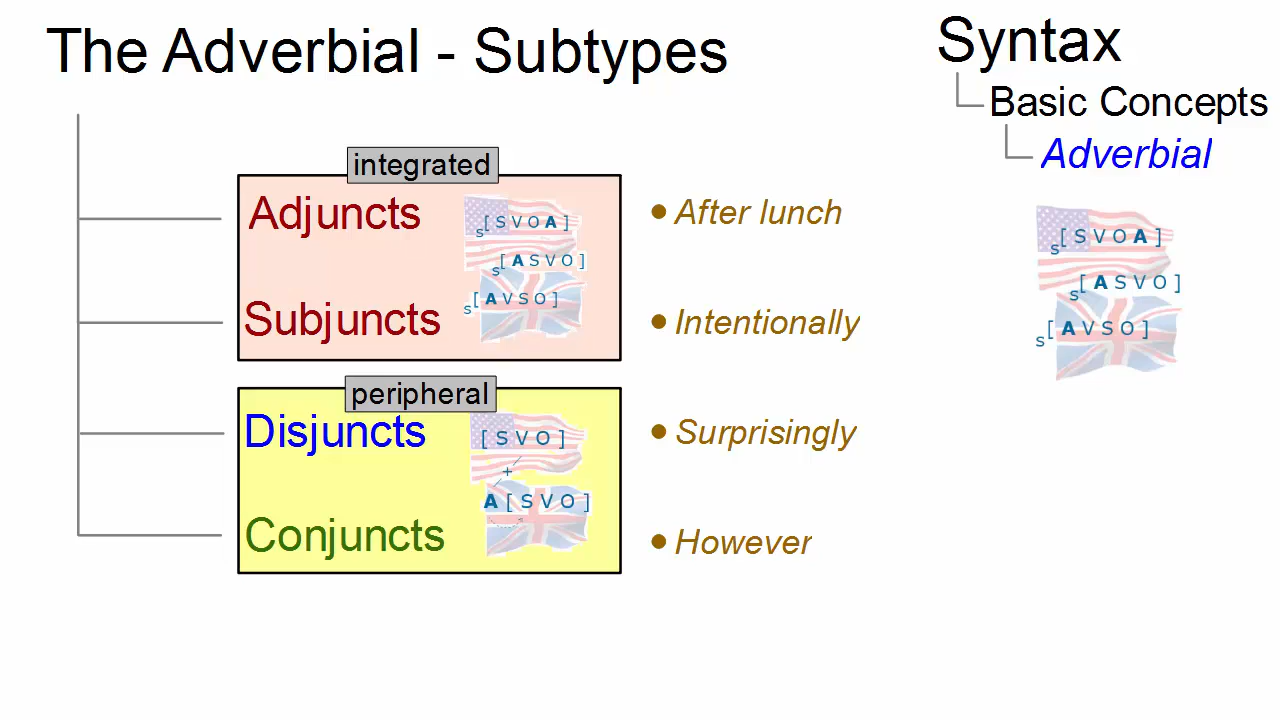 The Adverbial - Subtypes
Syntax
Basic Concepts
Adverbial
integrated
Adjuncts
s[ S V O A ]
s[ A S V O ]
s[ A V S O ]
• After lunch
Subjuncts
• Intentionally
peripheral
Disjuncts
[ S V O ]
+
A [ S V O ]
• Surprisingly
Conjuncts
• However
s[ S V O A ]
s[ A S V O ]
s[ A V S O ]